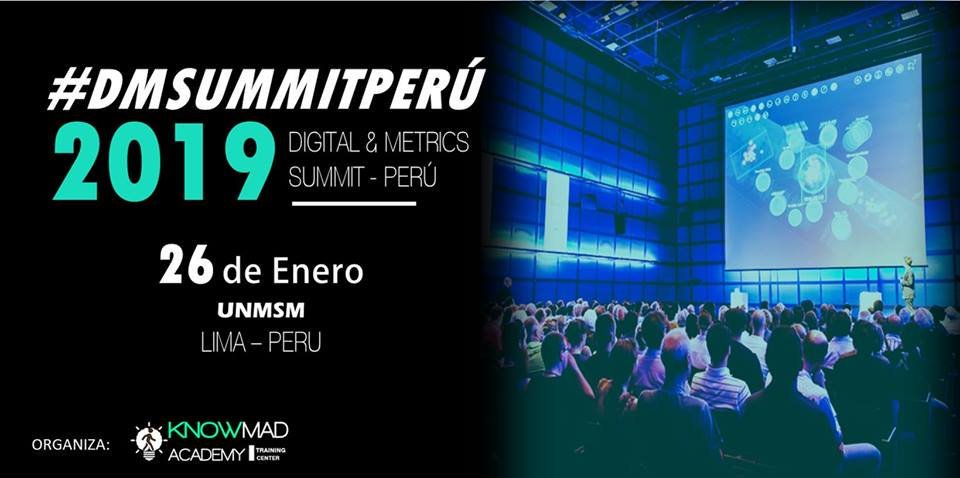 #DMSUMMITPERÚ
2019
DIGITAL & METRICS
SUMMIT - PERÚ
26 de Enero
UNMSM
LIMA – PERU
ORGANIZA:
KNOWMAD
ACADEMY
TRAINING
CENTER